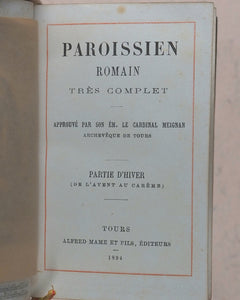 PAROISSIEN
ROMAIN
TRÈS COMPLET
APPROUVÉ PAR SON ÉM. LE CARDINAL MEIGNAN
ARCHEVÊQUE DE TOURS
PARTIE D'HIVER
(DE L'AVENT AU CARÊME)
TOURS
ALFRED MAME ET FILS, ÉDITEURS
1894